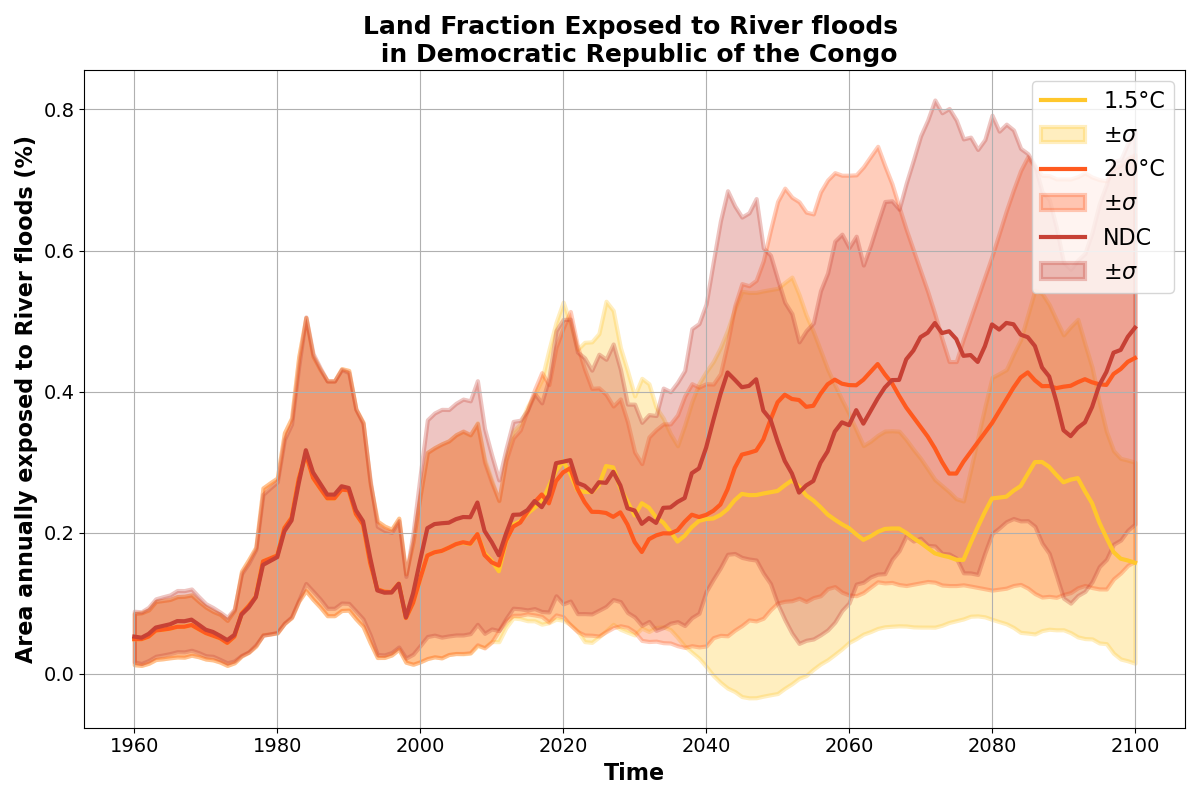 Land Fraction Exposed to River floods
in Democratic Republic of the Congo
Area annually exposed to River floods (%)
0.8
0.6
0.4
0.2
0.0
1.5°C
±σ
2.0°C
±σ
NDC
±σ
1960 1980 2000 2020 2040 2060 2080 2100
Time